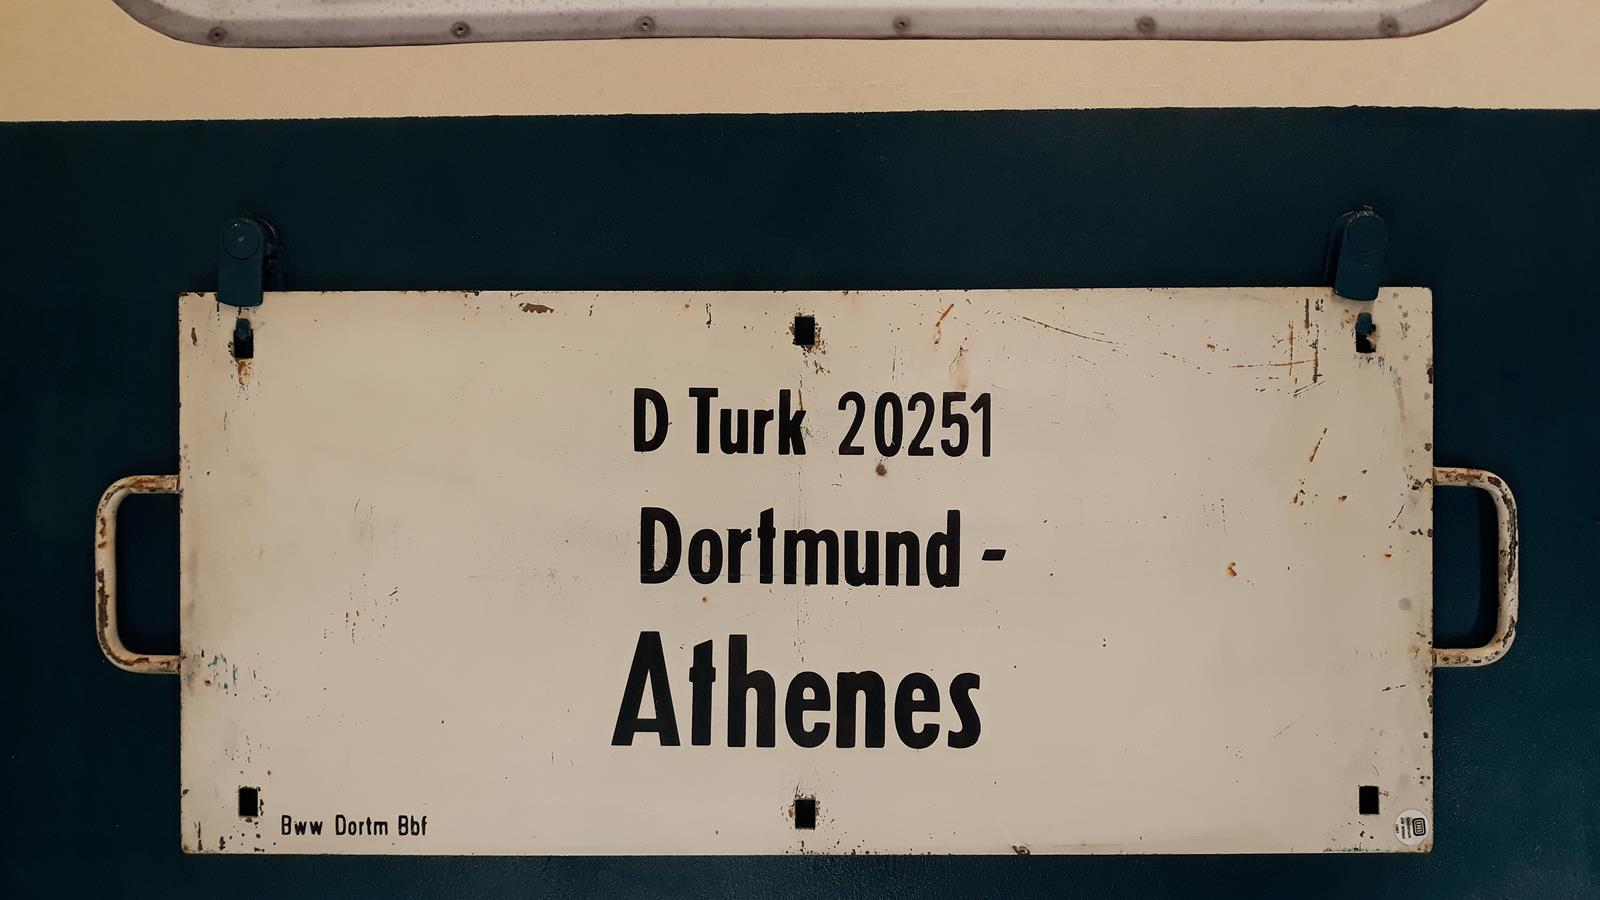 D Turk 20251
Dortmund -
Athenes
Bww Dortm Bbf